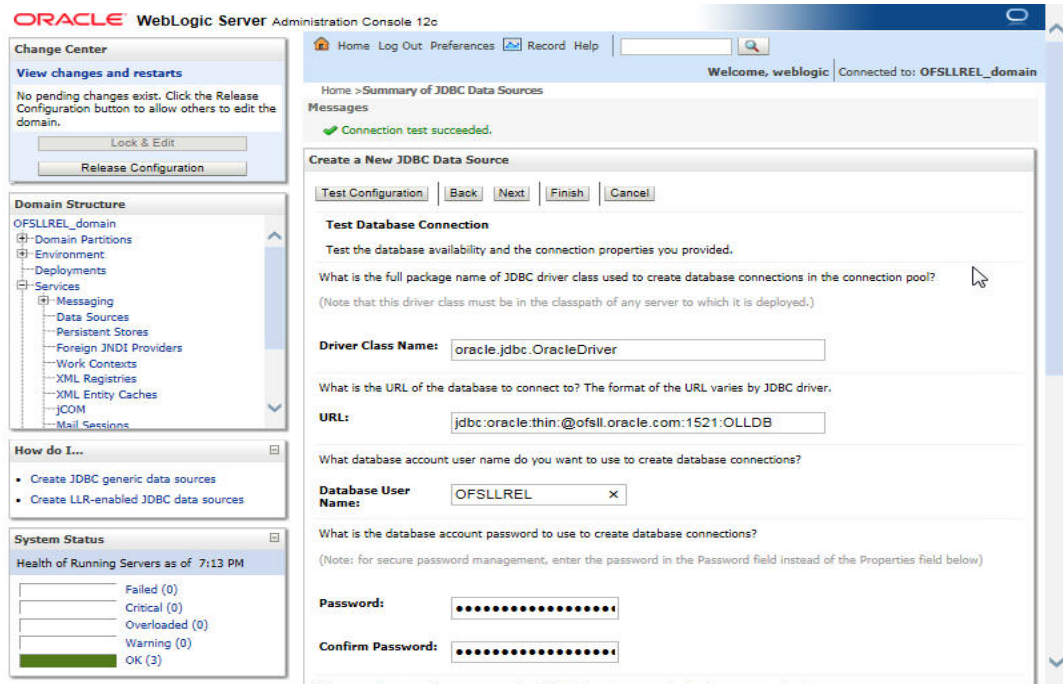 ORACLE WebLogic Server Administration Console 12c
Change Center
View changes and restarts
No pending changes exist. Click the Release
Configuration button to allow others to edit the
domain.
Lock & Edit
Release Configuration
Domain Structure
OFSLLREL_domain
Domain Partitions
Environment
Deployments
Services
Messaging
Data Sources
Persistent Stores
Foreign JNDI Providers
Work Contexts
XML Registries
XML Entity Caches
jCOM
Mail Sessions
How do I...
Create JDBC generic data sources
Create LLR-enabled JDBC data sources
System Status
Health of Running Servers as of 7:13 PM
Failed (0)
Critical (0)
Overloaded (0)
Warning (0)
OK (3)
Home Log Out Preferences Record Help
Welcome, weblogic Connected to: OFSLLREL_domain
Home >Summary of JDBC Data Sources
Messages
Connection test succeeded.
Create a New JDBC Data Source
Test Configuration Back Next Finish Cancel
Test Database Connection
Test the database availability and the connection properties you provided.
What is the full package name of JDBC driver class used to create database connections in the connection pool?
(Note that this driver class must be in the classpath of any server to which it is deployed.)
Driver Class Name: oracle.jdbc.OracleDriver
What is the URL of the database to connect to? The format of the URL varies by JDBC driver.
URL: jdbc:oracle:thin:@ofsll.oracle.com:1521:OLLDB
What database account user name do you want to use to create database connections?
Database User
Name: OFSLLREL
What is the database account password to use to create database connections?
(Note: for secure password management, enter the password in the Password field instead of the Properties field below)
Password:
Confirm Password: